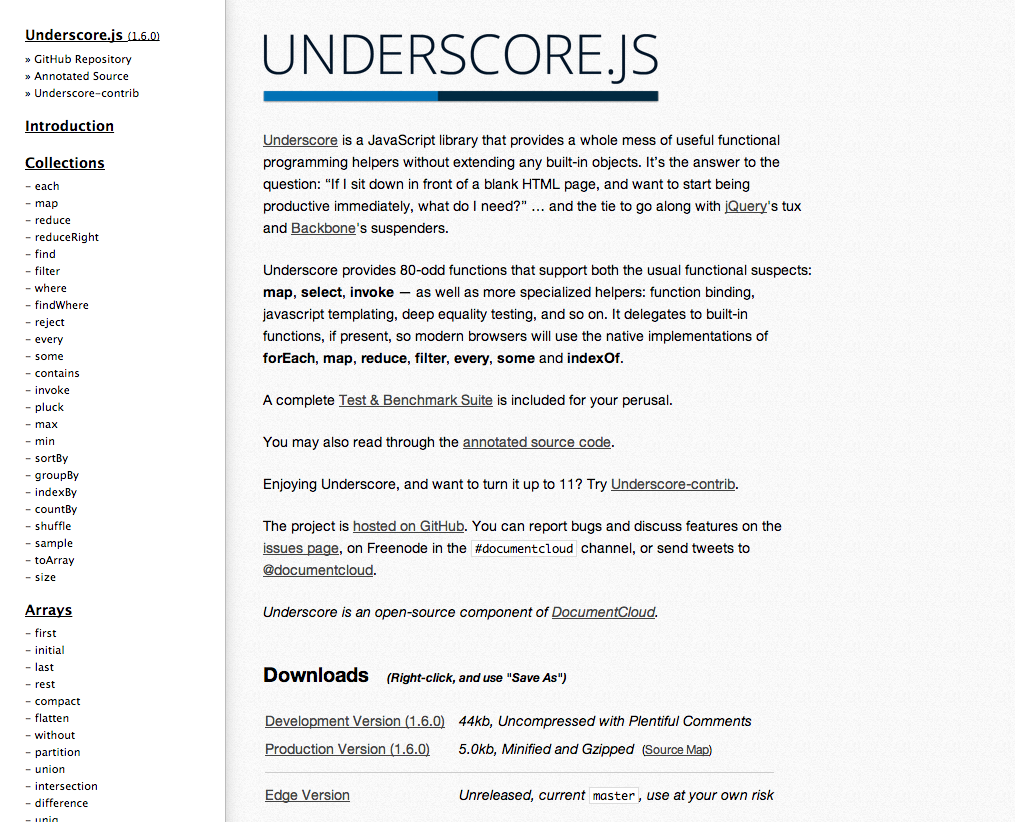 Underscore.js (1.6.0)
» GitHub Repository
» Annotated Source
» Underscore-contrib
Introduction
Collections
- each
- map
- reduce
- reduceRight
- find
- filter
- where
- findWhere
- reject
- every
- some
- contains
- invoke
- pluck
- max
- min
- sortBy
- groupBy
- indexBy
- countBy
- shuffle
- sample
- toArray
- size
Arrays
- first
- initial
- last
- rest
- compact
- flatten
- without
- partition
- union
- intersection
- difference
- uniq
UNDERSCORE.JS
Underscore is a JavaScript library that provides a whole mess of useful functional
programming helpers without extending any built-in objects. It’s the answer to the
question: “If I sit down in front of a blank HTML page, and want to start being
productive immediately, what do I need?” … and the tie to go along with jQuery's tux
and Backbone's suspenders.
Underscore provides 80-odd functions that support both the usual functional suspects:
map, select, invoke — as well as more specialized helpers: function binding,
javascript templating, deep equality testing, and so on. It delegates to built-in
functions, if present, so modern browsers will use the native implementations of
forEach, map, reduce, filter, every, some and indexOf.
A complete Test & Benchmark Suite is included for your perusal.
You may also read through the annotated source code.
Enjoying Underscore, and want to turn it up to 11? Try Underscore-contrib.
The project is hosted on GitHub. You can report bugs and discuss features on the
issues page, on Freenode in the #documentcloud channel, or send tweets to
@documentcloud.
Underscore is an open-source component of DocumentCloud.
Downloads (Right-click, and use "Save As")
Development Version (1.6.0) 44kb, Uncompressed with Plentiful Comments
Production Version (1.6.0) 5.0kb, Minified and Gzipped (Source Map)
Edge Version Unreleased, current master, use at your own risk